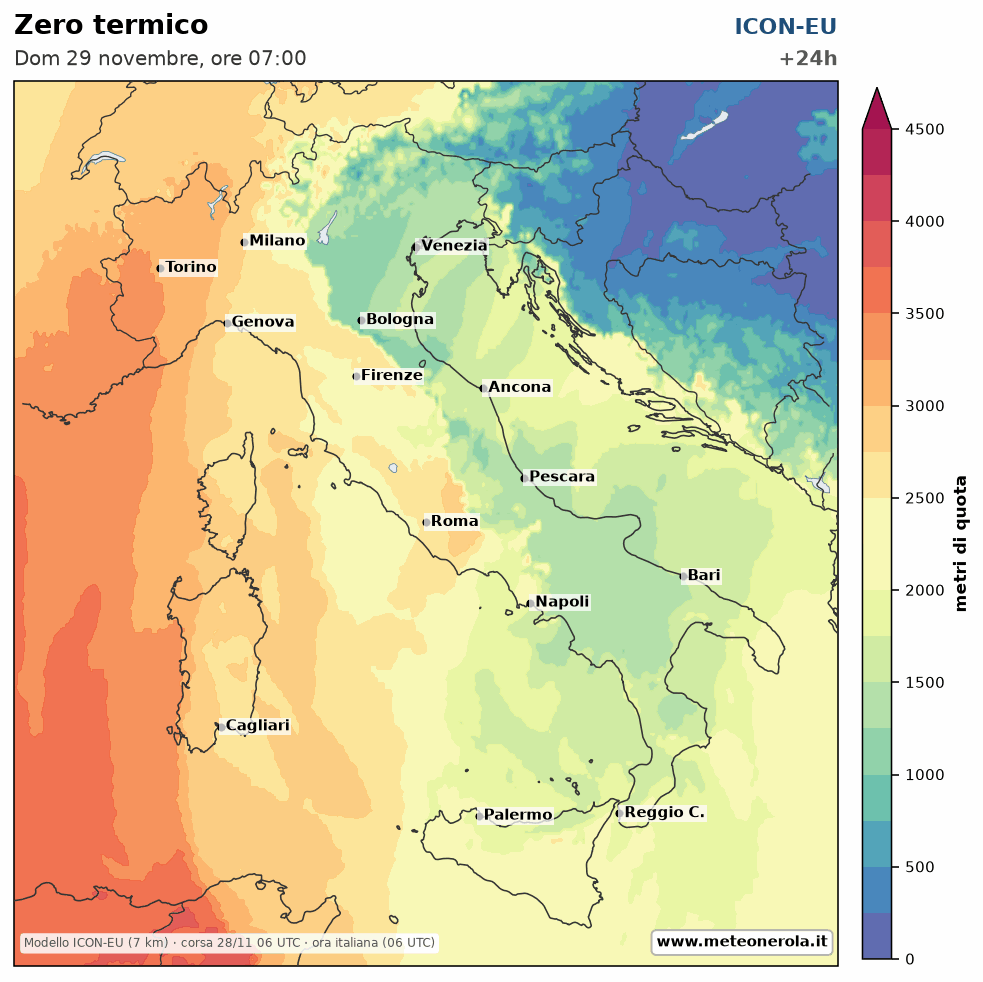 Zero termico
ICON-EU
Dom 29 novembre, ore 07:00
+24h
4500
4000
Milano
Venezia
Torino
3500
Bologna
Genova
Firenze
Ancona
3000
Pescara
2500
Roma
metri di quota
Bari
2000
Napoli
1500
Cagliari
1000
Palermo
Reggio C.
500
Modello ICON-EU (7 km) · corsa 28/11 06 UTC · ora italiana (06 UTC)
www.meteonerola.it
0